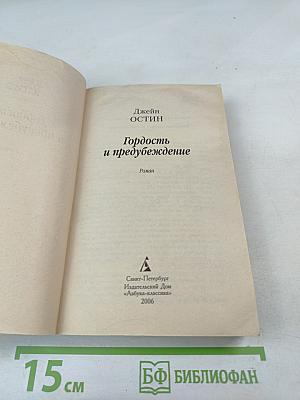 Джейн
ОСТИН
Гордость
и предубеждение
Роман
Санкт-Петербург
Издательский Дом
«Азбука-классика»
2006
15 см
БФ БИБЛИОФАН